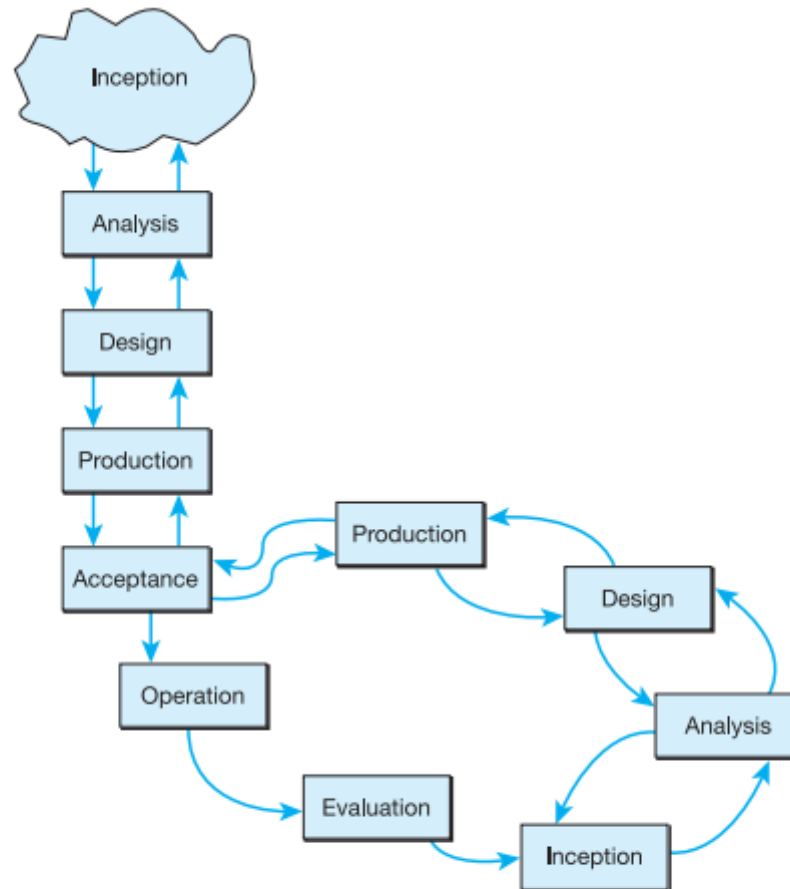 Inception
Analysis
Design
Production
Acceptance
Production
Design
Operation
Analysis
Evaluation
Inception